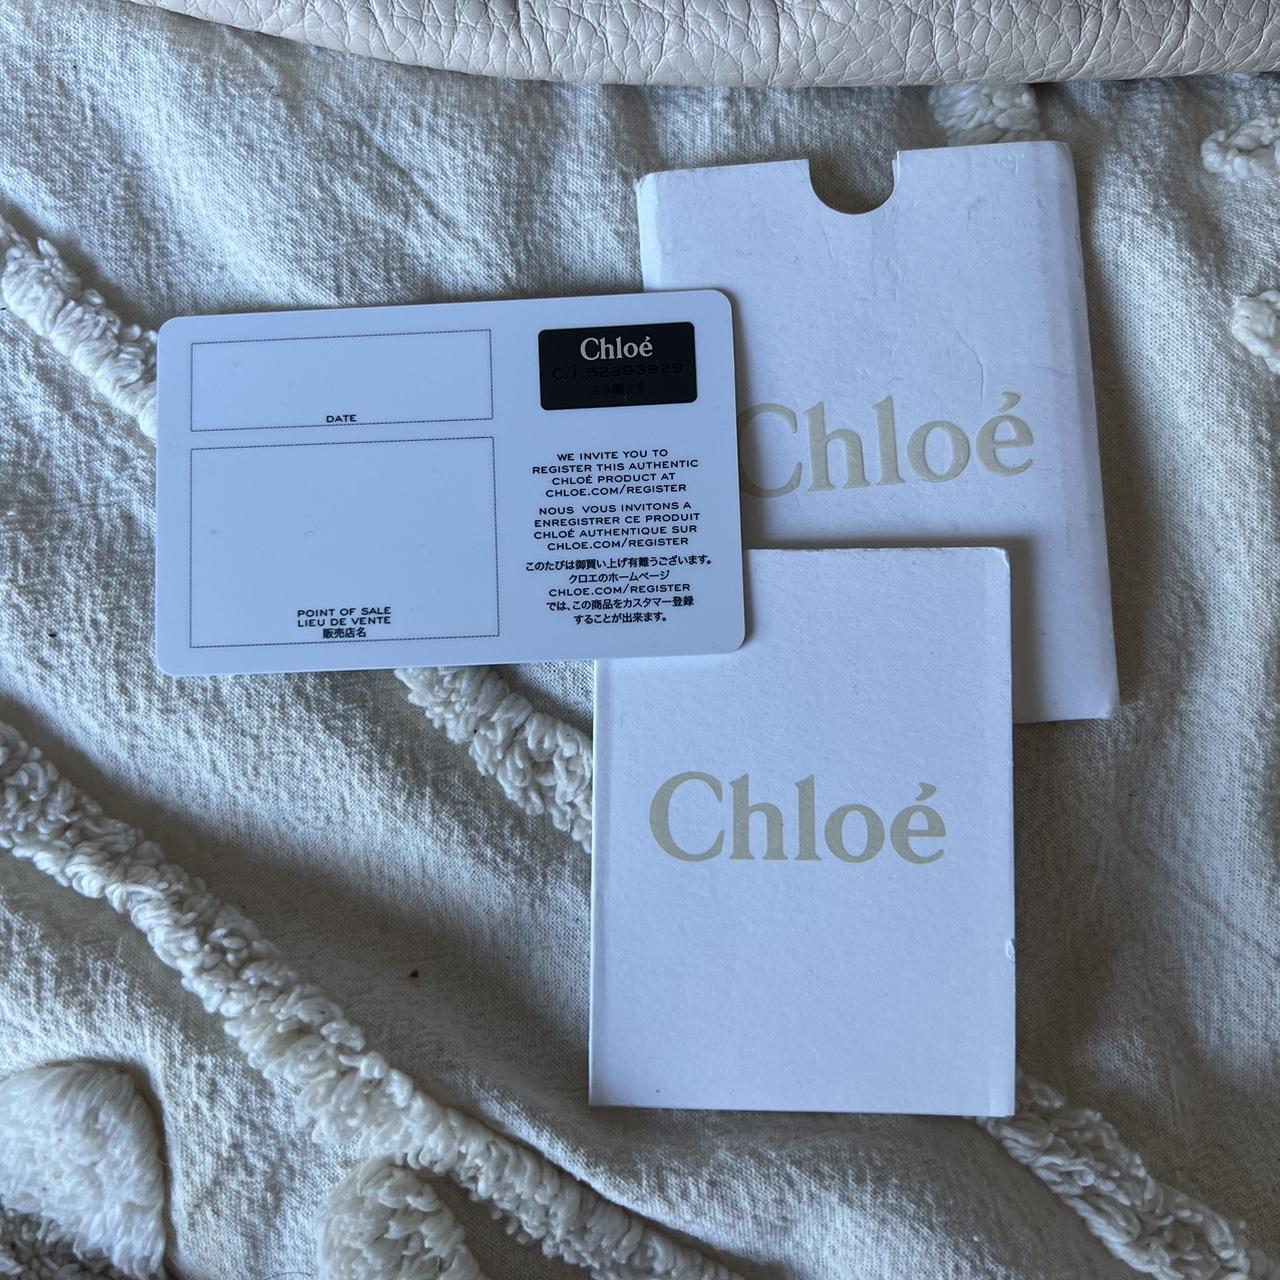 DATE
POINT OF SALE
LIEU DE VENTE
販売店名
Chloé
C.1.52393929
WE INVITE YOU TO
REGISTER THIS AUTHENTIC
CHLOÉ PRODUCT AT
CHLOE.COM/REGISTER
NOUS VOUS INVITONS A
ENREGISTRER CE PRODUIT
CHLOÉ AUTHENTIQUE SUR
CHLOE.COM/REGISTER
このたびは御買い上げ有難うございます。
クロエのホームページ
CHLOE.COM/REGISTER
では、この商品をカスタマー登録
することが出来ます。
Chloé
Chloé